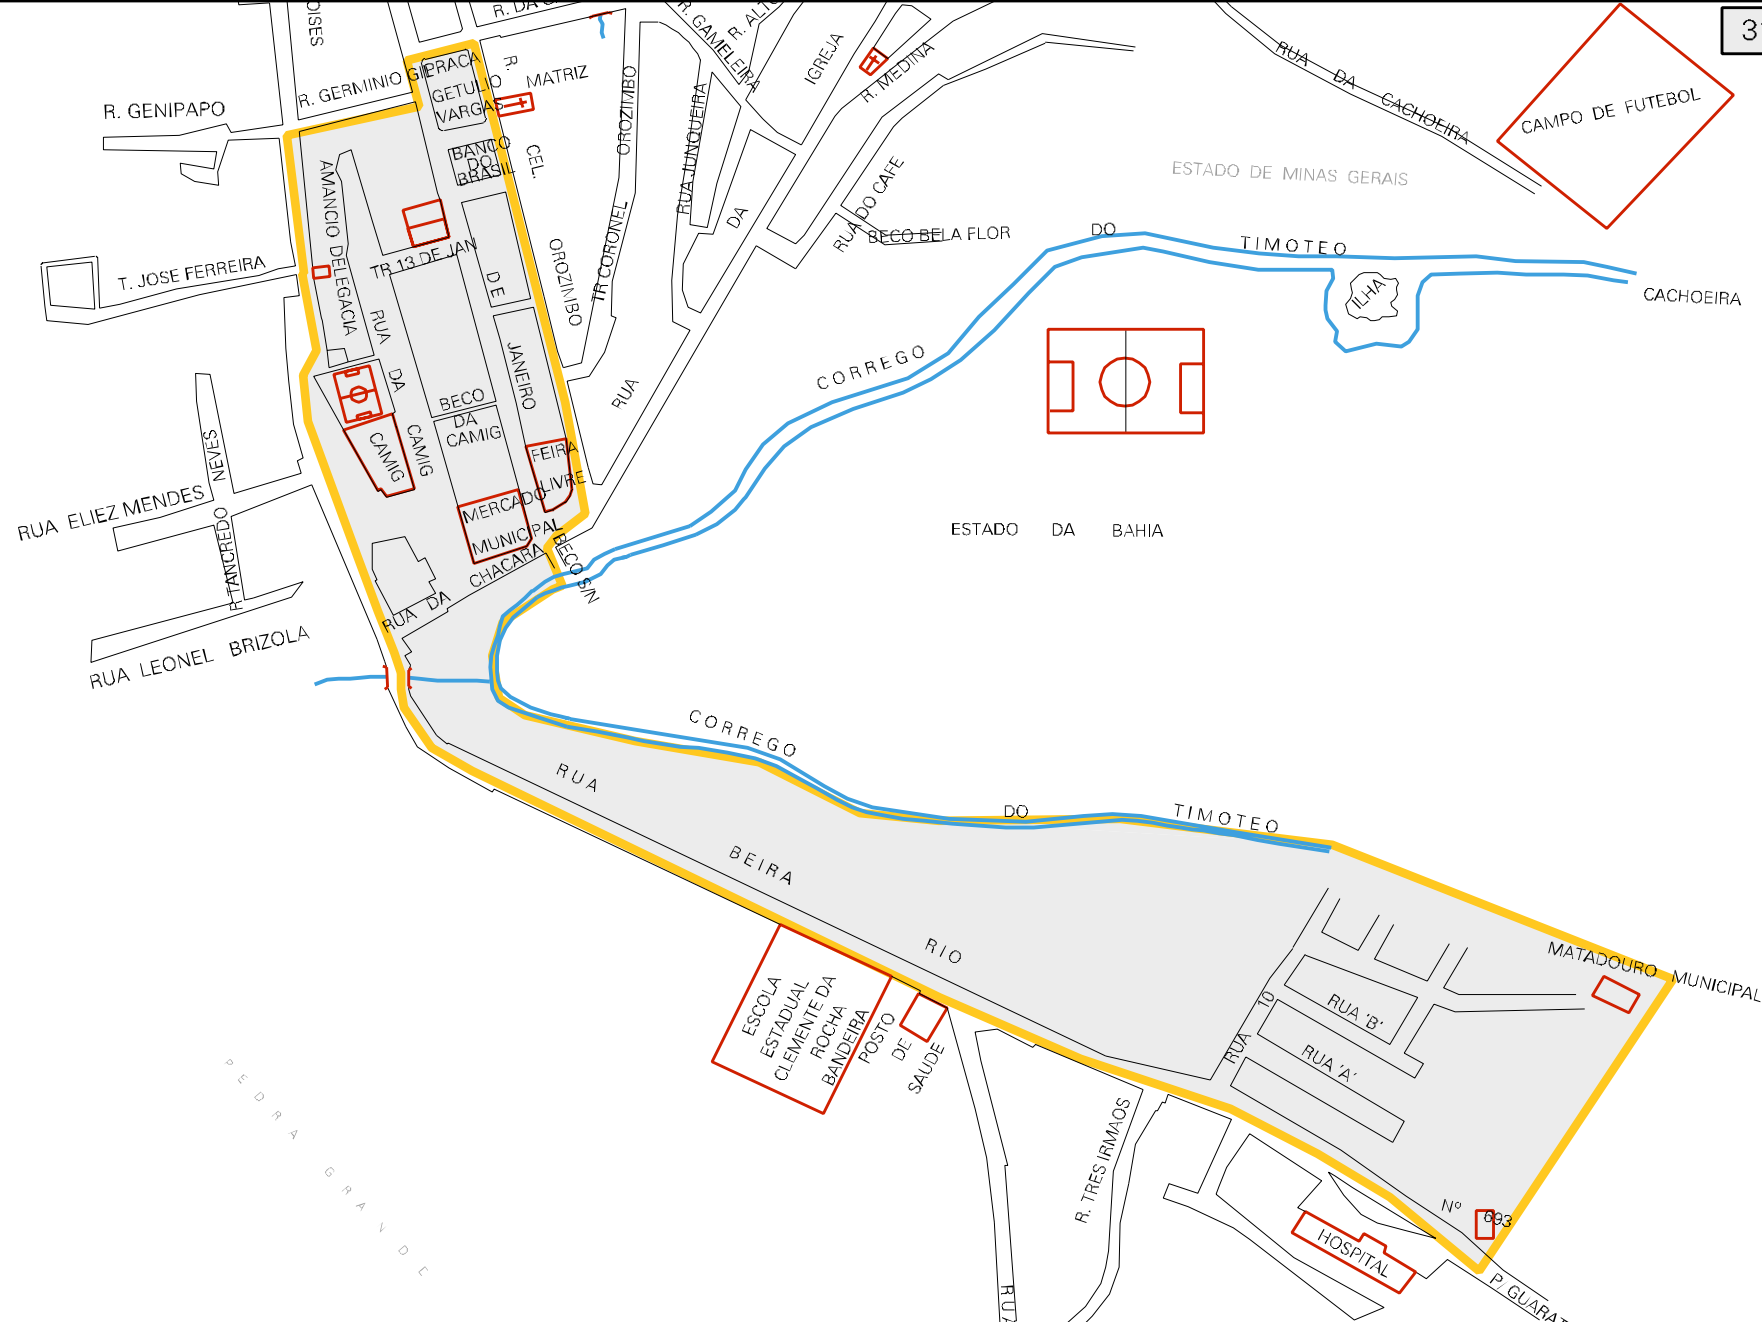 R. GERMINIO GIL
PRACA
GETULIO
VARGAS
R.
MATRIZ
R. GAMELEIRA
IGREJA
R. MEDINA
RUA DA CACHOEIRA
CAMPO DE FUTEBOL
R. GENIPAPO
BANCO
DO
BRASIL
CEL.
OROZIMBO
TR CORONEL OROZIMBO
RUA JUNQUEIRA
RUA DA
RUA DO CAFE
BECO BELA FLOR
ESTADO DE MINAS GERAIS
CORREGO DO TIMOTEO
ILHA
CACHOEIRA
T. JOSE FERREIRA
AMANCIO DELEGACIA
TR 13 DE JAN
DE JANEIRO
RUA DA CAMIG
CAMIG
BECO
DA
CAMIG
FEIRA
LIVRE
MERCADO
MUNICIPAL
RUA DA CHACARA
BECO S/N
ESTADO DA BAHIA
RUA ELIEZ MENDES
R. TANCREDO NEVES
RUA LEONEL BRIZOLA
CORREGO DO TIMOTEO
RUA BEIRA RIO
ESCOLA
ESTADUAL
CLEMENTE DA
ROCHA
BANDEIRA
POSTO
DE
SAUDE
RUA 10
RUA 'B'
RUA 'A'
MATADOURO MUNICIPAL
R. TRES IRMAOS
Nº 693
HOSPITAL
PEDRA GRANDE